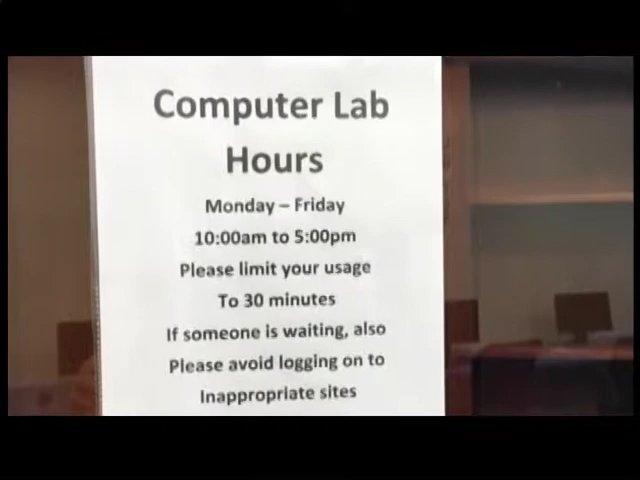 Computer Lab
Hours
Monday – Friday
10:00am to 5:00pm
Please limit your usage
To 30 minutes
If someone is waiting, also
Please avoid logging on to
Inappropriate sites